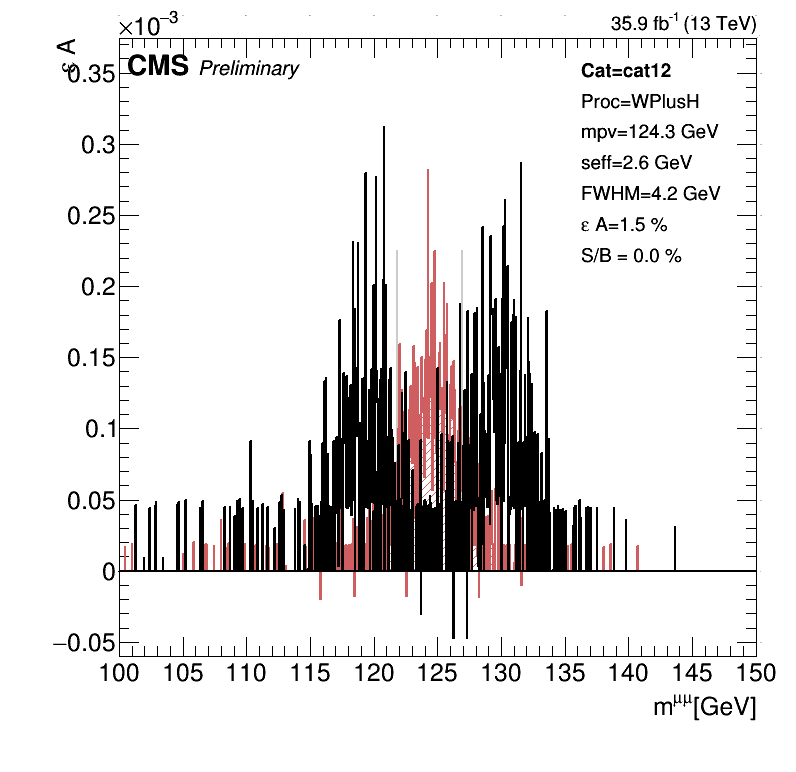 ×10⁻³
35.9 fb⁻¹ (13 TeV)
ε A
CMS Preliminary
Cat=cat12
Proc=WPlusH
mpv=124.3 GeV
seff=2.6 GeV
FWHM=4.2 GeV
ε A=1.5 %
S/B = 0.0 %
0.35
0.3
0.25
0.2
0.15
0.1
0.05
0
−0.05
100 105 110 115 120 125 130 135 140 145 150
m^μμ[GeV]